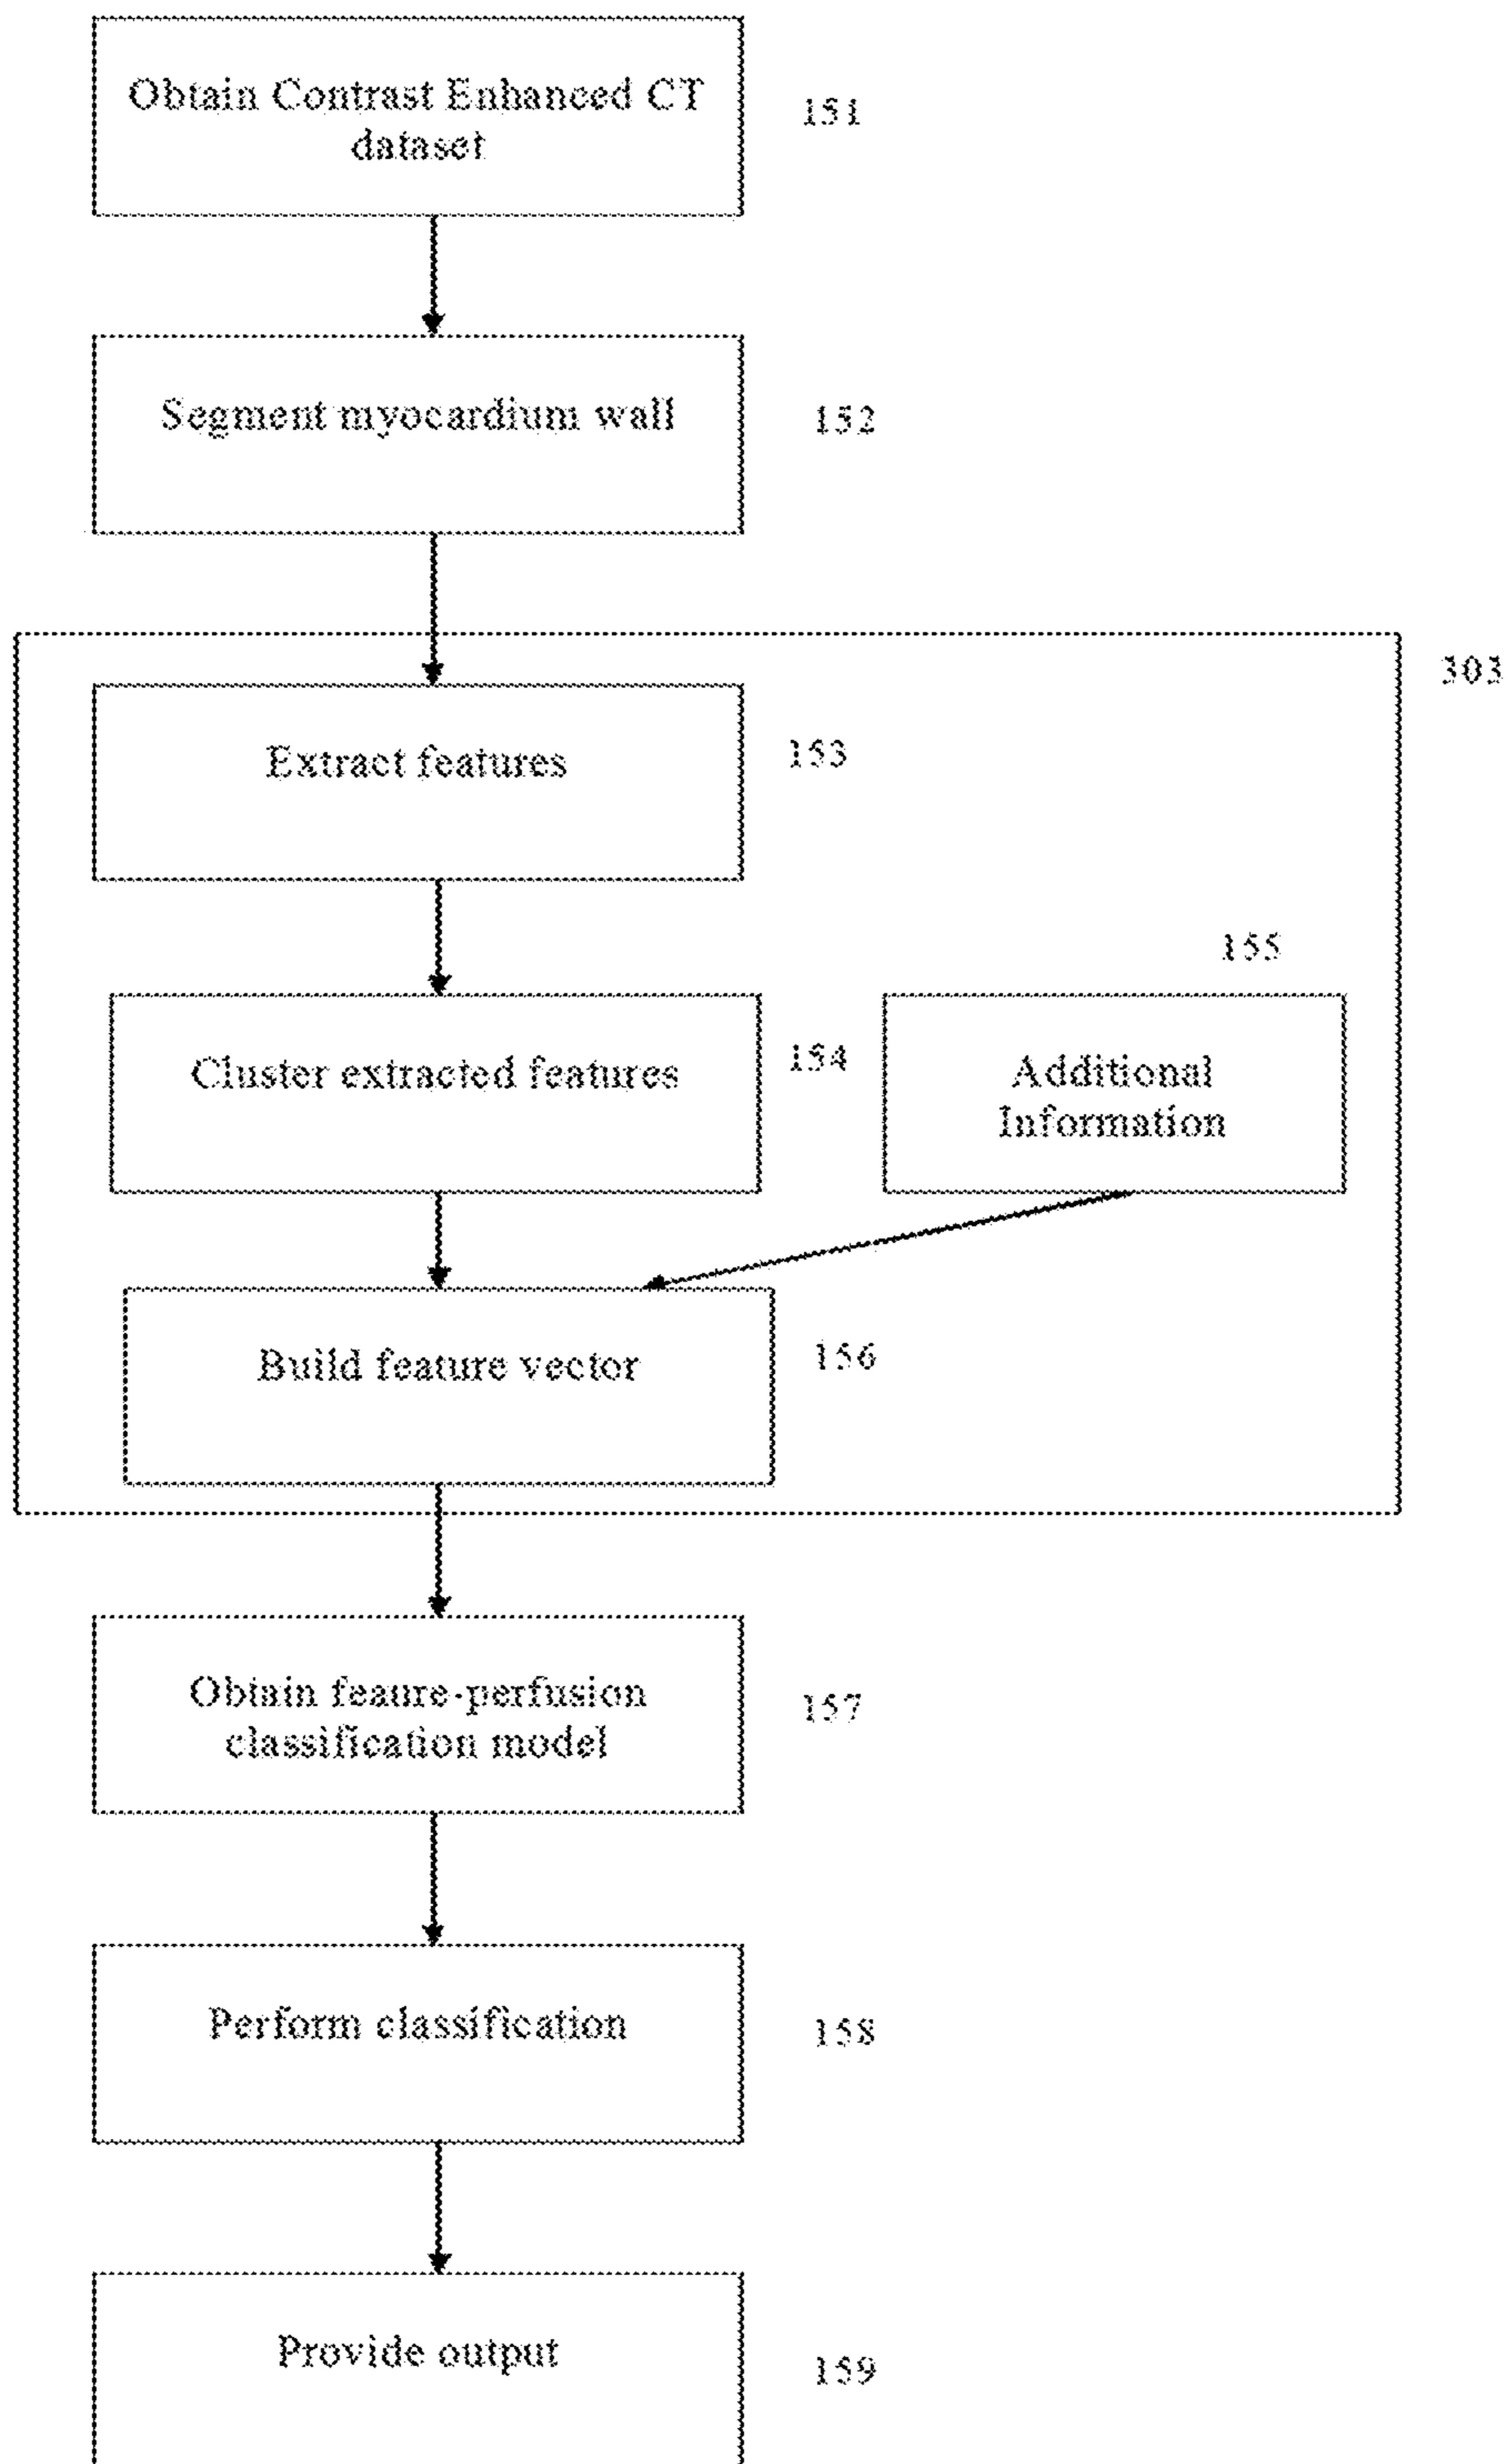 Obtain Contrast Enhanced CT
dataset
151
Segment myocardium wall
152
303
Extract features
153
155
Cluster extracted features
154
Additional
Information
Build feature vector
156
Obtain feaure-perfusion
classification model
157
Perform classification
158
Provide output
159